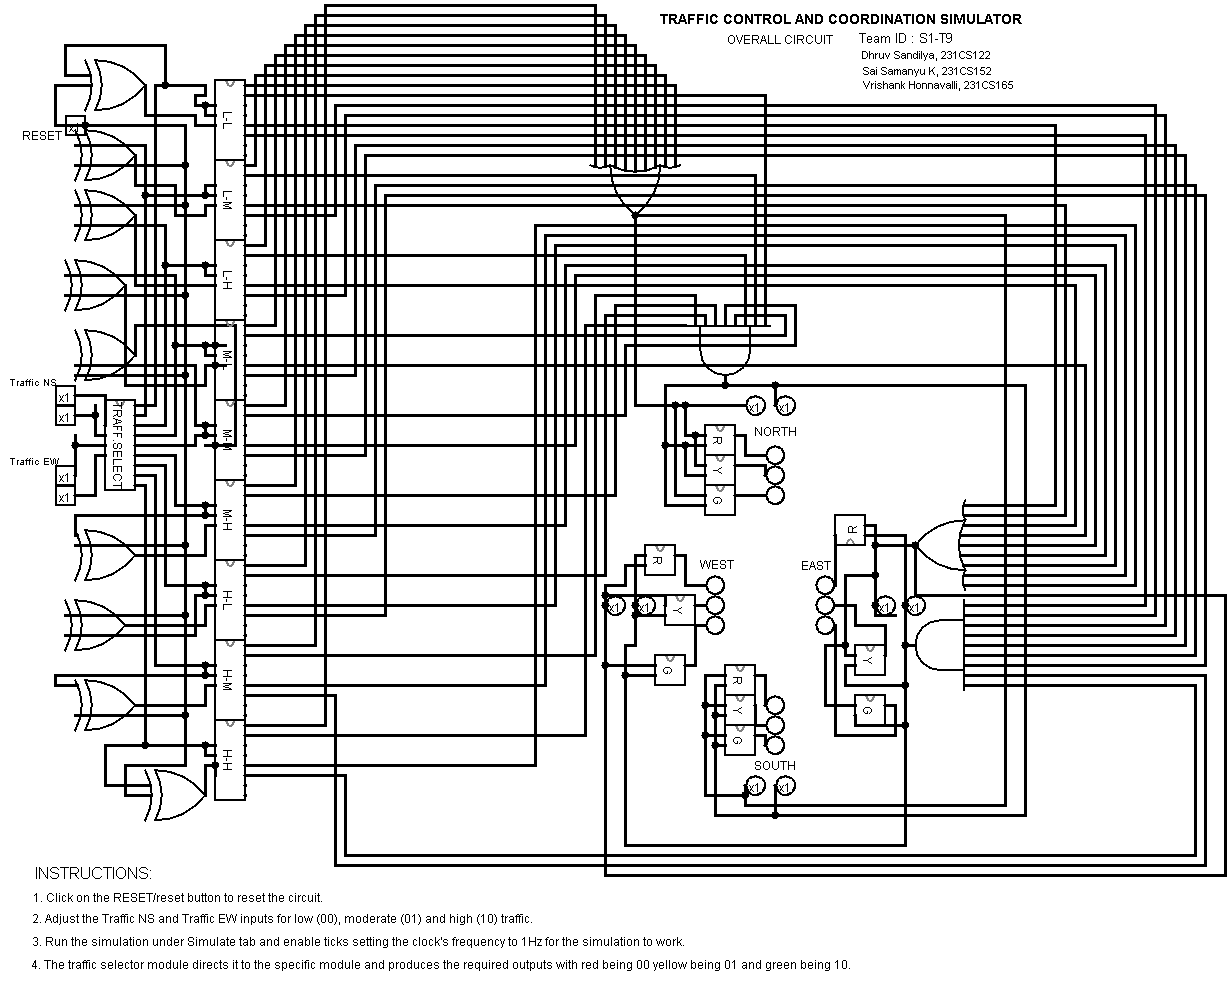 TRAFFIC CONTROL AND COORDINATION SIMULATOR
OVERALL CIRCUIT Team ID : S1-T9
Dhruv Sandilya, 231CS122
Sai Samanyu K, 231CS152
Vrishank Honnavalli, 231CS165
RESET
x1
L-L
L-M
L-H
M-L
M-M
M-H
H-L
H-M
H-H
Traffic NS
x1
x1
TRAFF.SELECT
Traffic EW
x1
x1
x1
x1
NORTH
R
Y
G
WEST
R
x1
x1
Y
G
EAST
R
x1
x1
Y
G
R
Y
G
SOUTH
x1
x1
INSTRUCTIONS:
1. Click on the RESET/reset button to reset the circuit.
2. Adjust the Traffic NS and Traffic EW inputs for low (00), moderate (01) and high (10) traffic.
3. Run the simulation under Simulate tab and enable ticks setting the clock's frequency to 1Hz for the simulation to work.
4. The traffic selector module directs it to the specific module and produces the required outputs with red being 00 yellow being 01 and green being 10.